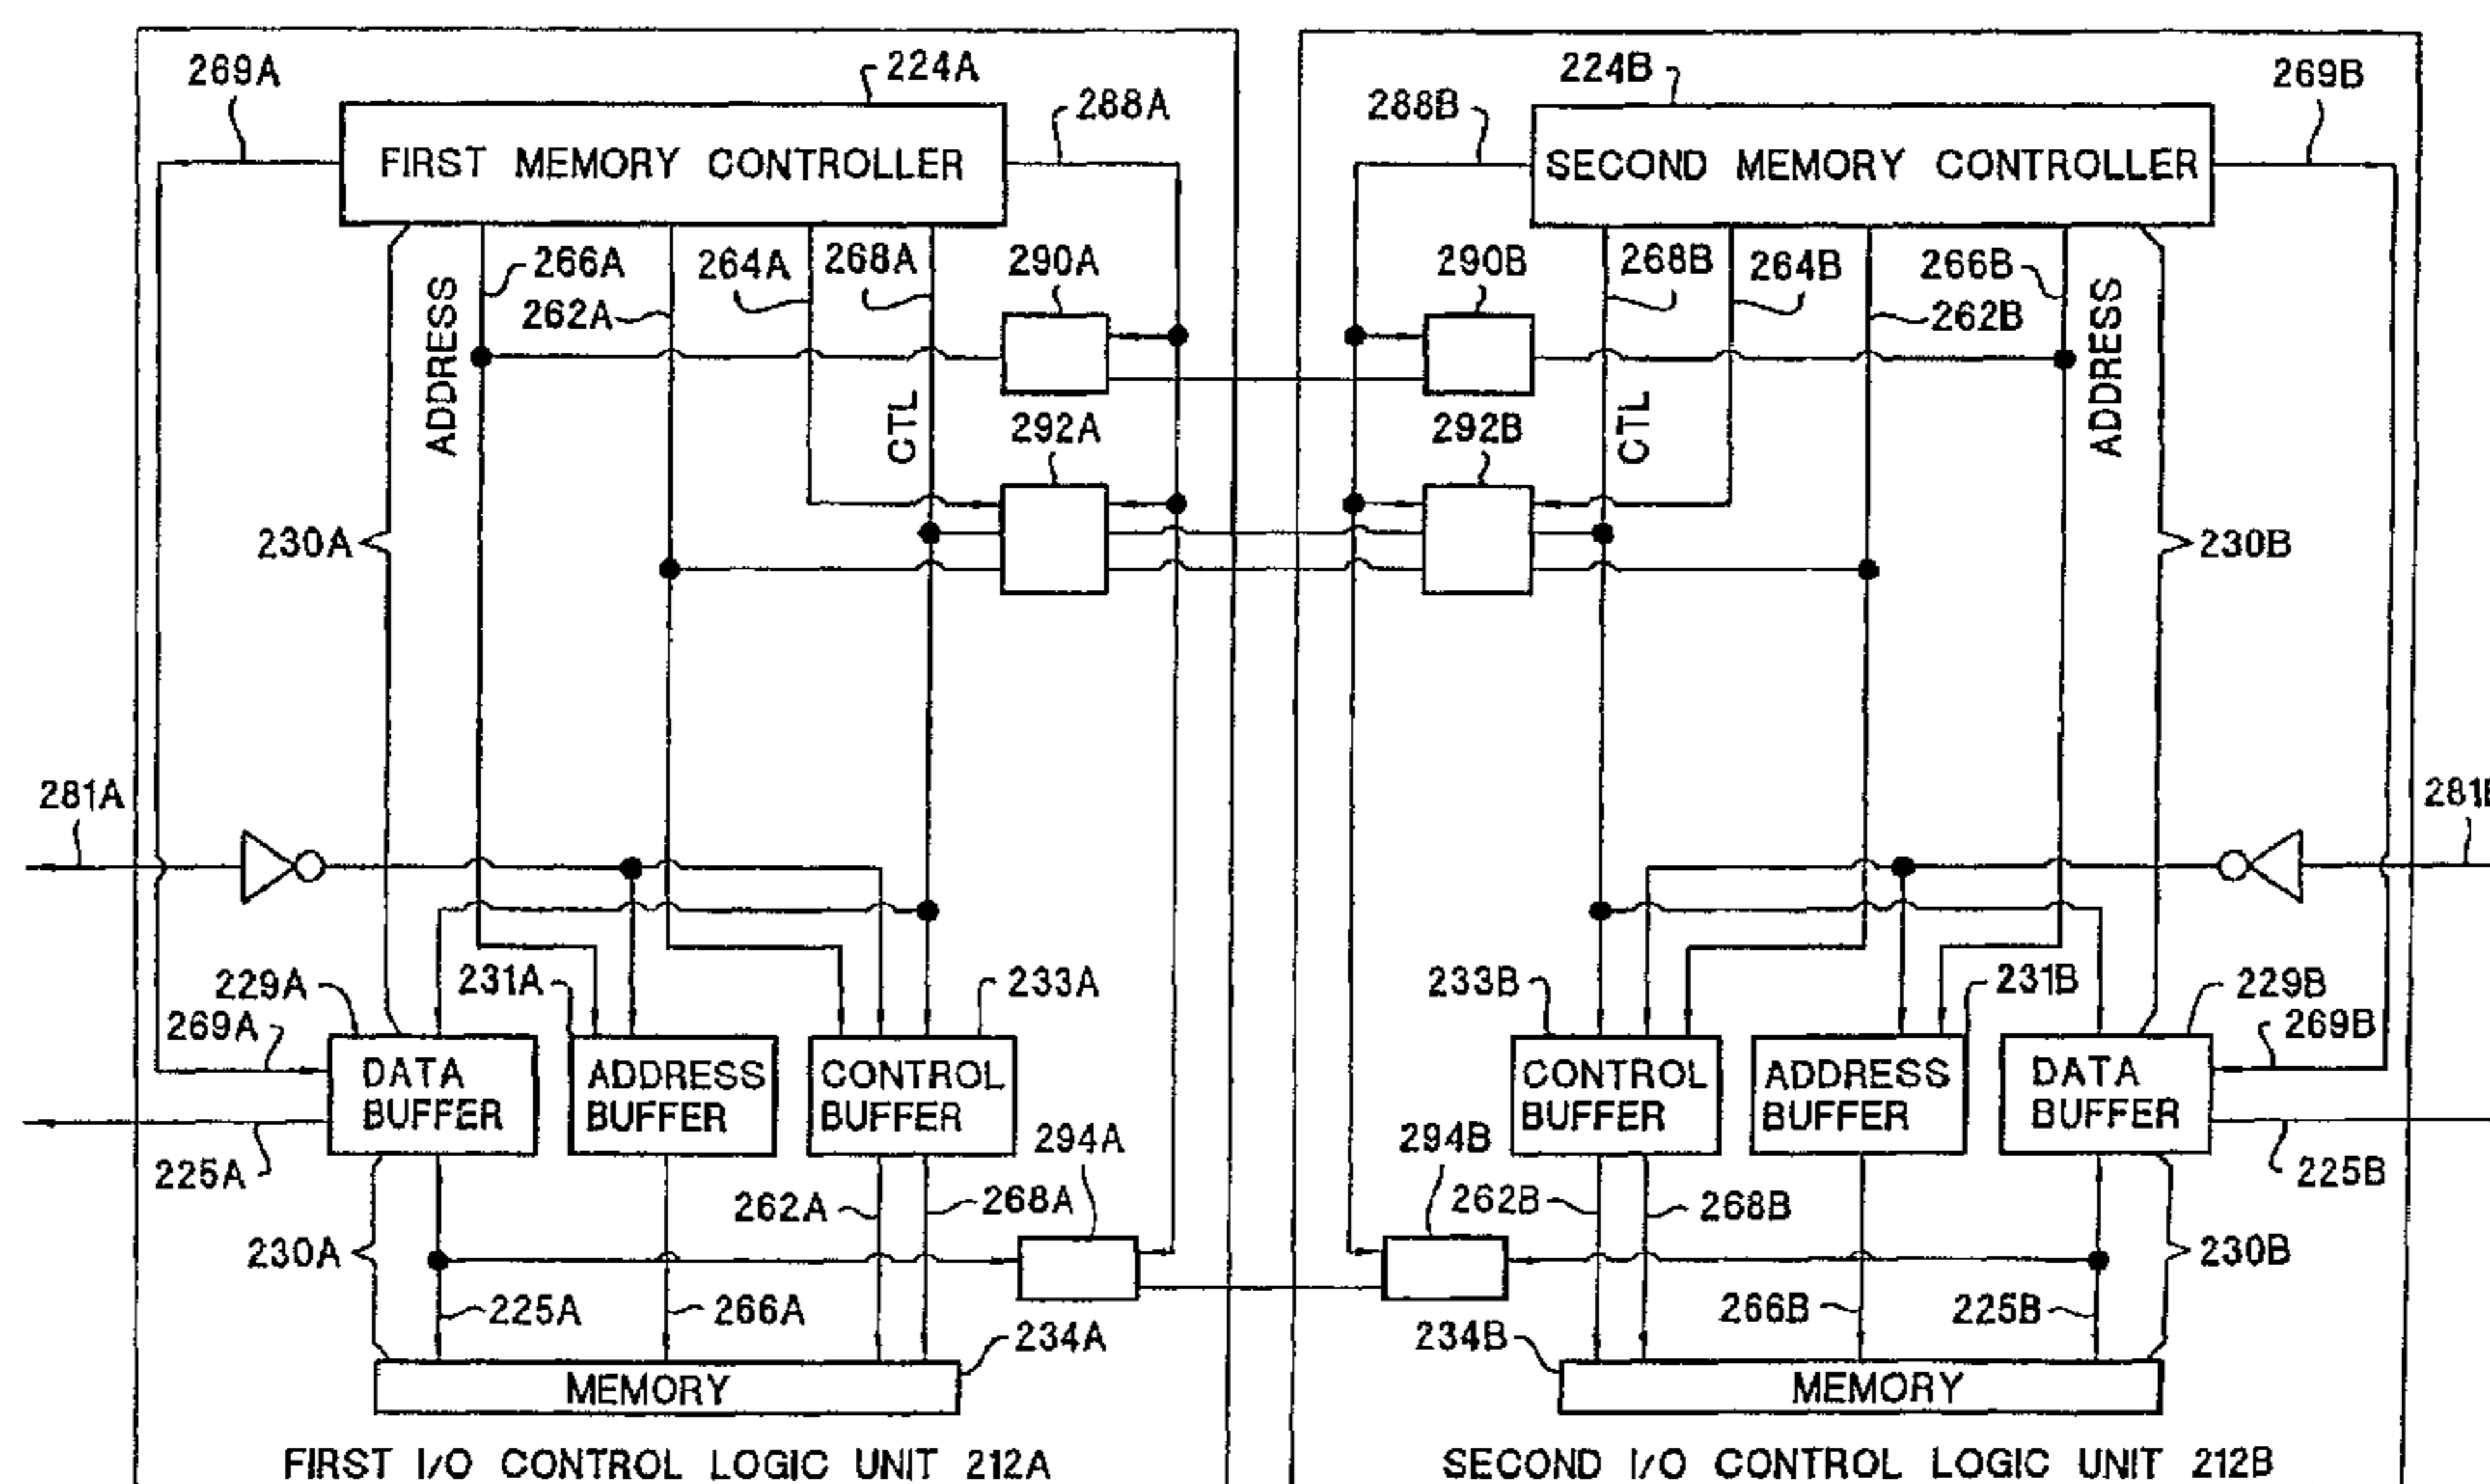 269A
224A
288A
FIRST MEMORY CONTROLLER
266A
262A
264A
268A
290A
ADDRESS
CTL
292A
230A
281A
229A
269A
231A
233A
DATA
BUFFER
ADDRESS
BUFFER
CONTROL
BUFFER
225A
294A
262A
268A
230A
225A
266A
234A
MEMORY
FIRST I/O CONTROL LOGIC UNIT 212A
224B
269B
288B
SECOND MEMORY CONTROLLER
290B
268B
264B
266B
262B
CTL
ADDRESS
292B
230B
281B
233B
231B
229B
269B
CONTROL
BUFFER
ADDRESS
BUFFER
DATA
BUFFER
294B
225B
262B
268B
230B
266B
225B
234B
MEMORY
SECOND I/O CONTROL LOGIC UNIT 212B